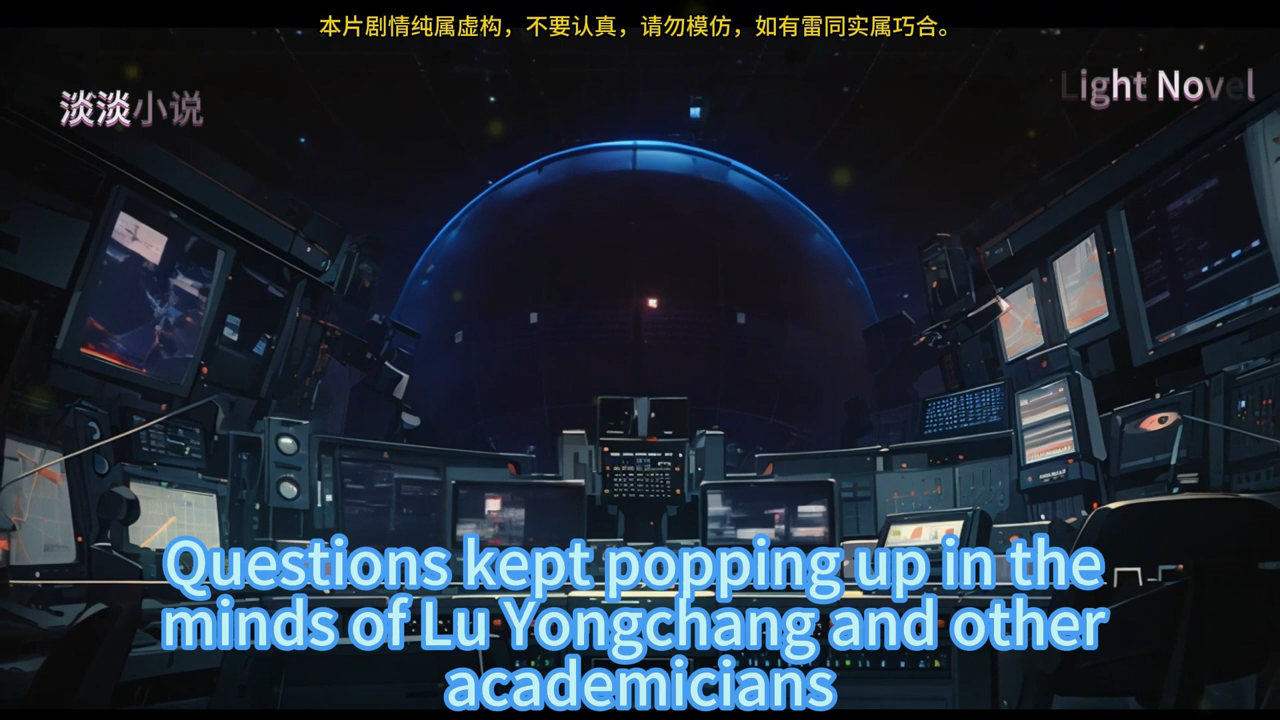 本片剧情纯属虚构，不要认真，请勿模仿，如有雷同实属巧合。
淡淡小说
Light Novel
Questions kept popping up in the
minds of Lu Yongchang and other
academicians